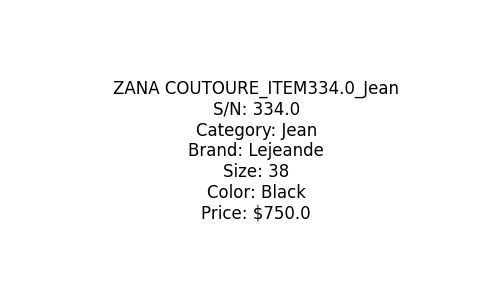 ZANA COUTOURE_ITEM334.0_Jean
S/N: 334.0
Category: Jean
Brand: Lejeande
Size: 38
Color: Black
Price: $750.0